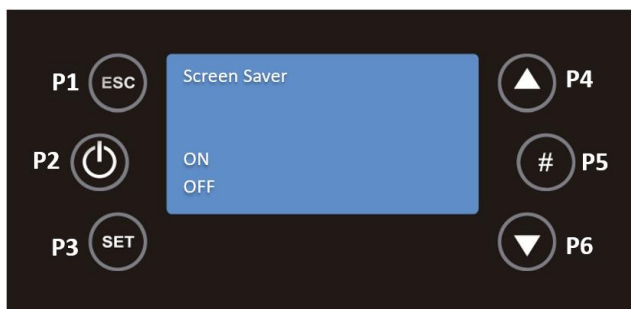 P1 ESC
Screen Saver
P4
P2
ON
# P5
OFF
P3 SET
P6